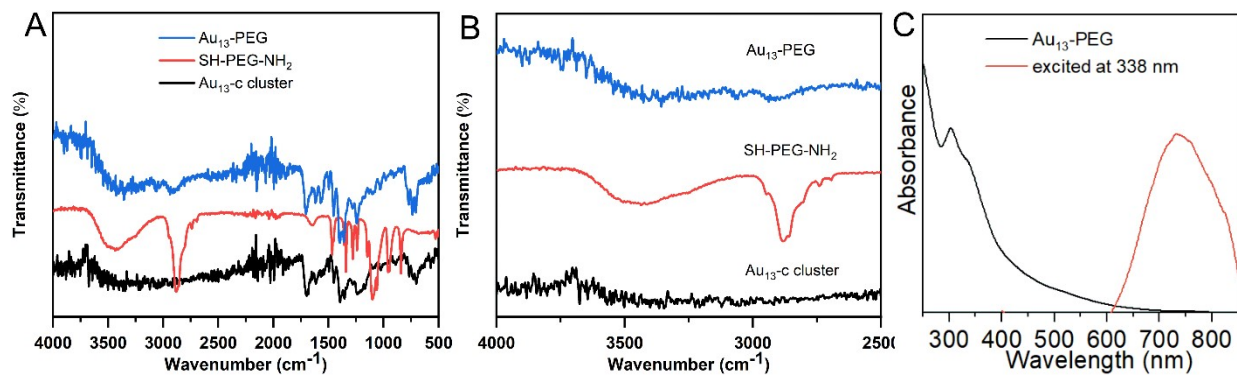 A
Au₁₃-PEG
SH-PEG-NH₂
Au₁₃-c cluster
Transmittance (%)
4000 3500 3000 2500 2000 1500 1000 500
Wavenumber (cm⁻¹)
B
Au₁₃-PEG
SH-PEG-NH₂
Au₁₃-c cluster
Transmittance (%)
4000 3500 3000 2500
Wavenumber (cm⁻¹)
C
Au₁₃-PEG
excited at 338 nm
Absorbance
300 400 500 600 700 800
Wavelength (nm)